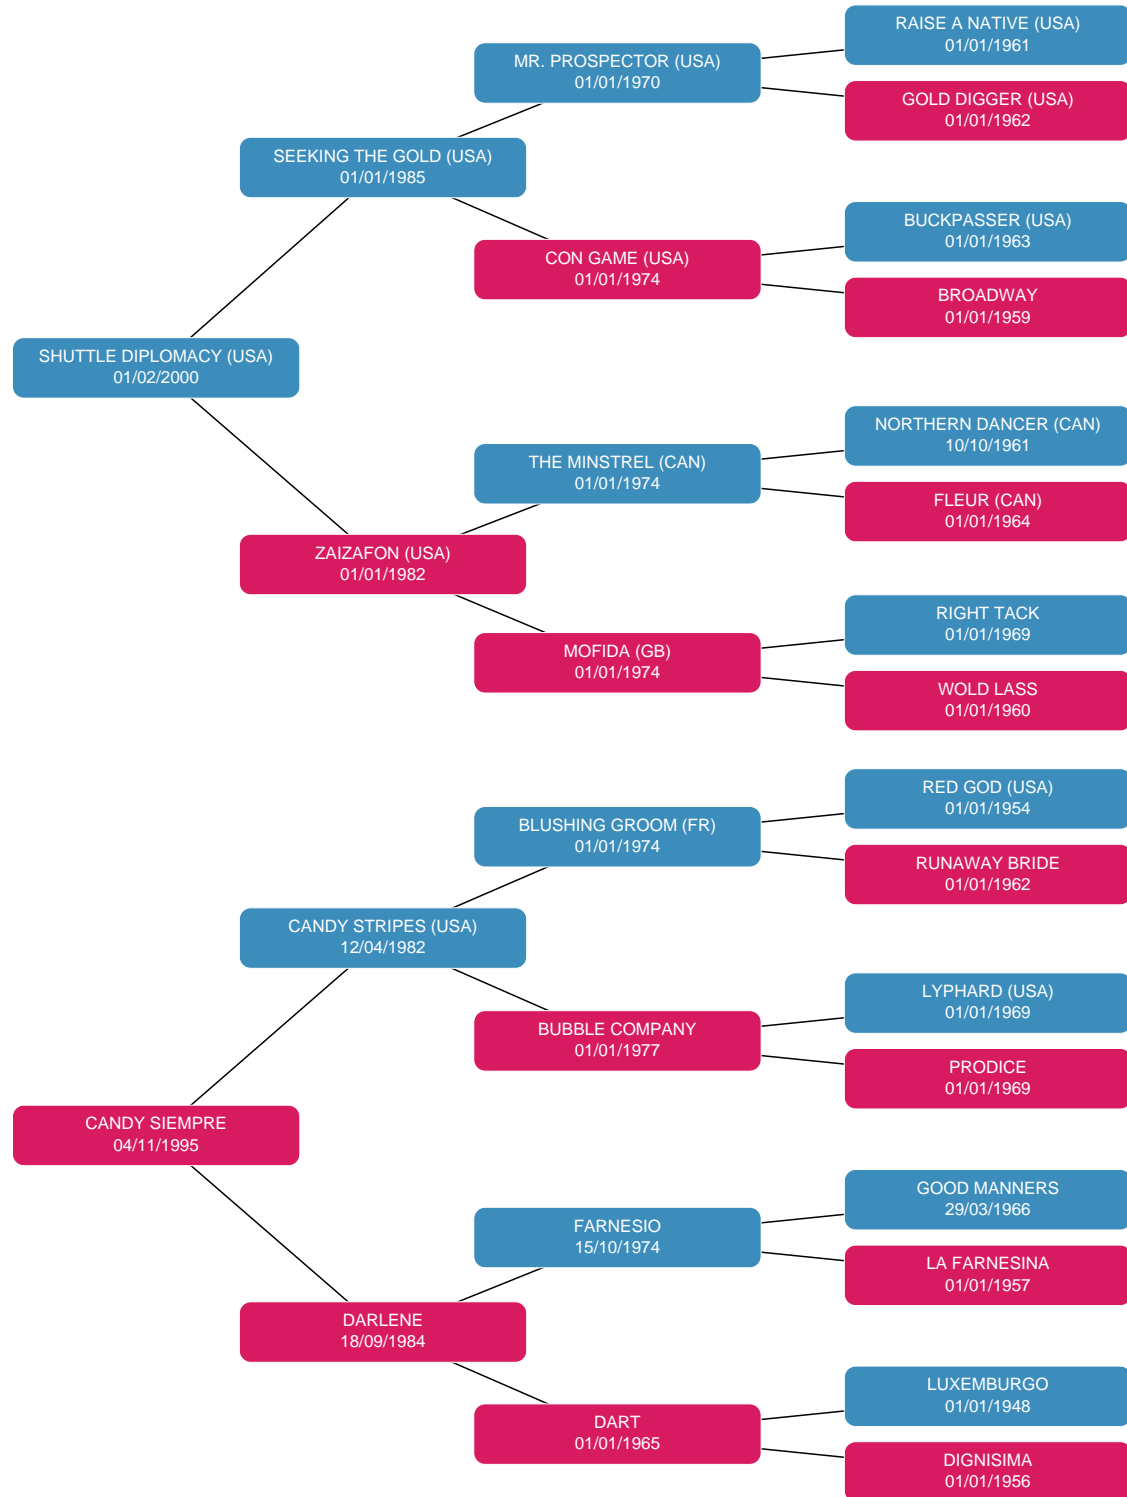 RAISE A NATIVE (USA)
01/01/1961
MR. PROSPECTOR (USA)
01/01/1970
GOLD DIGGER (USA)
01/01/1962
SEEKING THE GOLD (USA)
01/01/1985
BUCKPASSER (USA)
01/01/1963
CON GAME (USA)
01/01/1974
BROADWAY
01/01/1959
SHUTTLE DIPLOMACY (USA)
01/02/2000
NORTHERN DANCER (CAN)
10/10/1961
THE MINSTREL (CAN)
01/01/1974
FLEUR (CAN)
01/01/1964
ZAIZAFON (USA)
01/01/1982
RIGHT TACK
01/01/1969
MOFIDA (GB)
01/01/1974
WOLD LASS
01/01/1960
RED GOD (USA)
01/01/1954
BLUSHING GROOM (FR)
01/01/1974
RUNAWAY BRIDE
01/01/1962
CANDY STRIPES (USA)
12/04/1982
LYPHARD (USA)
01/01/1969
BUBBLE COMPANY
01/01/1977
PRODICE
01/01/1969
CANDY SIEMPRE
04/11/1995
GOOD MANNERS
29/03/1966
FARNESIO
15/10/1974
LA FARNESINA
01/01/1957
DARLENE
18/09/1984
LUXEMBURGO
01/01/1948
DART
01/01/1965
DIGNISIMA
01/01/1956